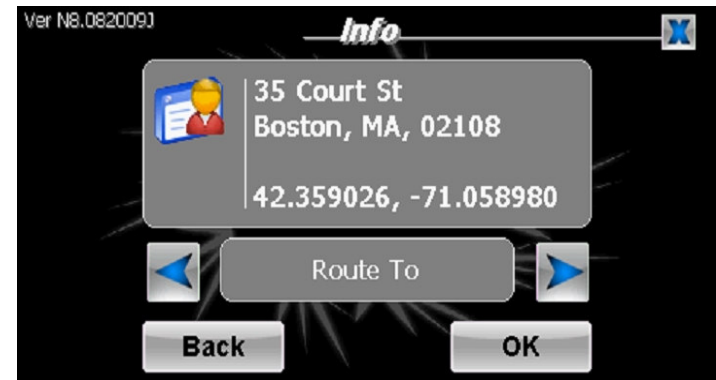 Ver N8.082009J
Info
X
35 Court St
Boston, MA, 02108
42.359026, -71.058980
Route To
Back
OK